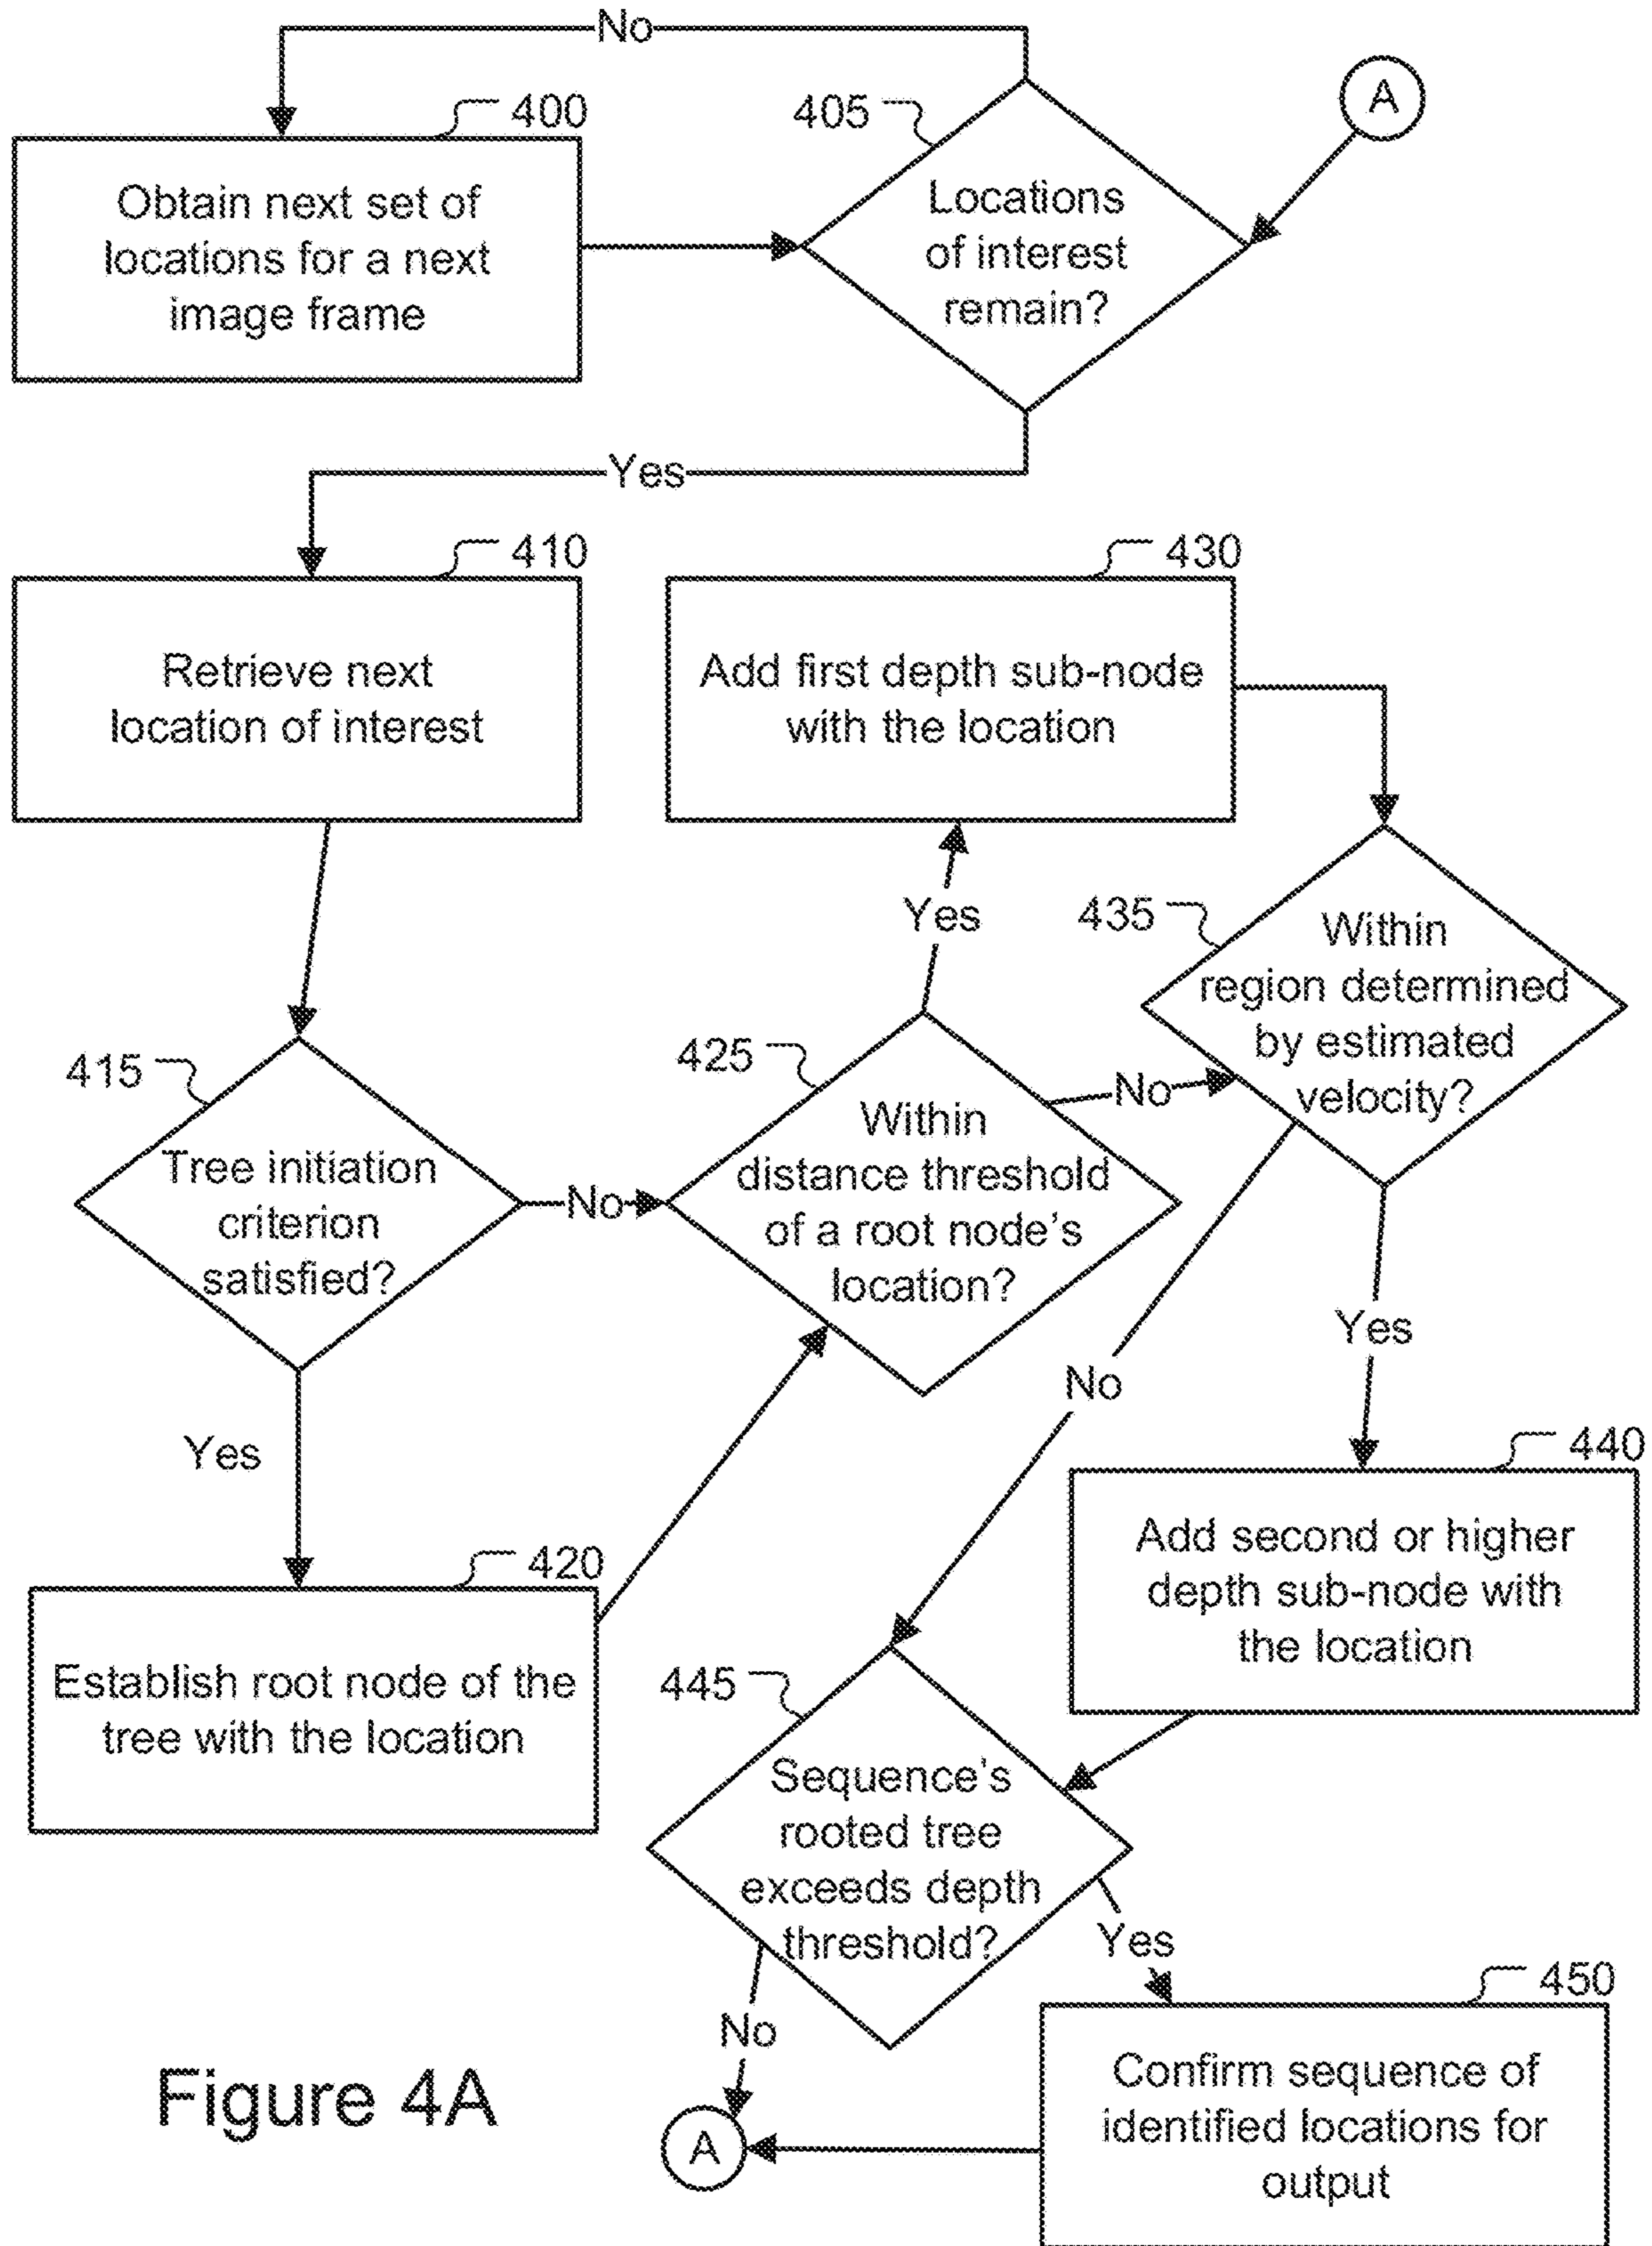 No
400
405
A
Obtain next set of
locations for a next
image frame
Locations
of interest
remain?
Yes
410
430
Retrieve next
location of interest
Add first depth sub-node
with the location
Yes
435
Within
region determined
by estimated
velocity?
415
425
No
Tree initiation
criterion
satisfied?
No
Within
distance threshold
of a root node's
location?
Yes
No
Yes
440
420
Add second or higher
depth sub-node with
the location
Establish root node of the
tree with the location
445
Sequence's
rooted tree
exceeds depth
threshold?
Yes
450
No
Figure 4A
A
Confirm sequence of
identified locations for
output